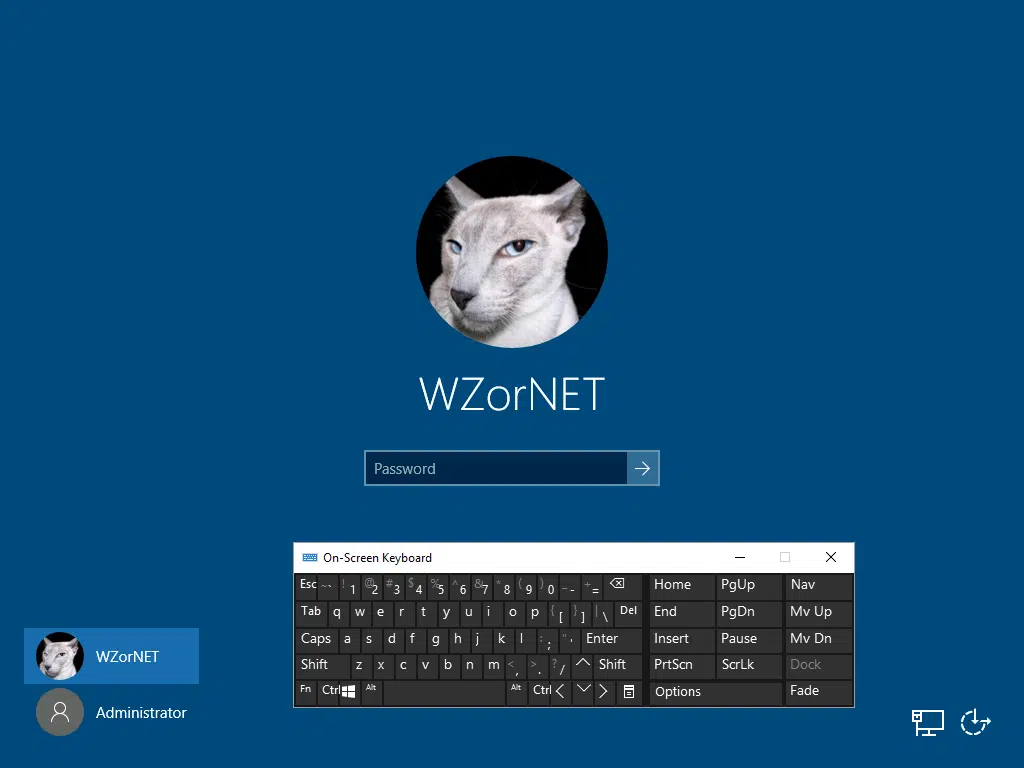 WZorNET
Password
On-Screen Keyboard
Esc ~ ` ! 1 @ 2 # 3 $ 4 % 5 ^ 6 & 7 * 8 ( 9 ) 0 _ - + = Home PgUp Nav
Tab q w e r t y u i o p { [ } ] | \ Del End PgDn Mv Up
Caps a s d f g h j k l : ; " ' Enter Insert Pause Mv Dn
Shift z x c v b n m < , > . ? / Shift PrtScn ScrLk Dock
Fn Ctrl Alt Alt Ctrl Options Fade
WZorNET
Administrator